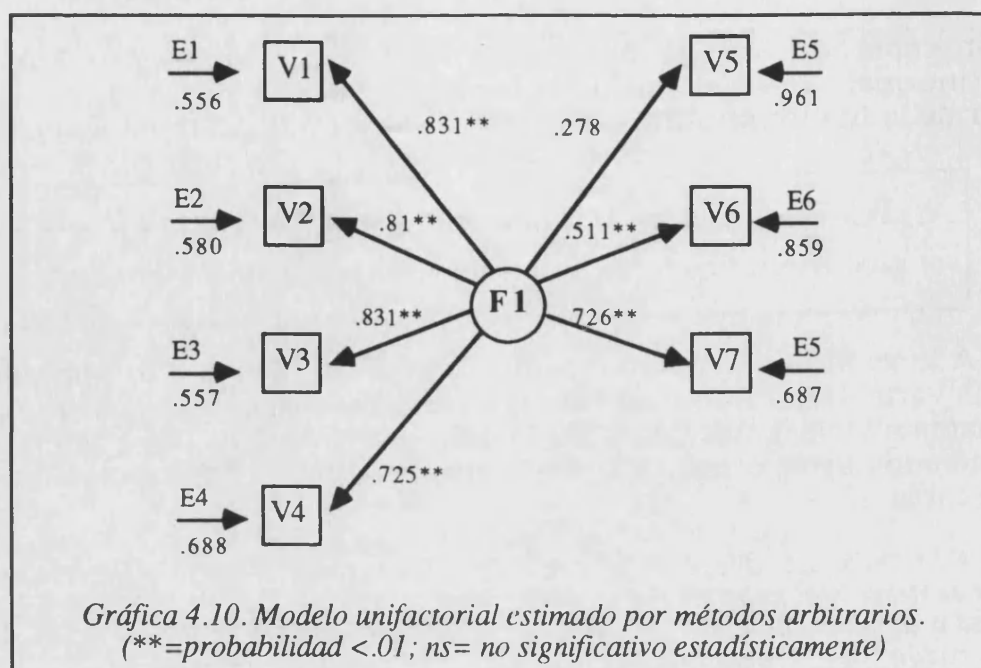 E1
V1
.556
.831**
E5
V5
.961
.278
E2
V2
.580
.81**
E6
V6
.859
.511**
F1
E3
V3
.557
.831**
E5
V7
.687
.726**
E4
V4
.688
.725**
Gráfica 4.10. Modelo unifactorial estimado por métodos arbitrarios.
(**=probabilidad <.01; ns= no significativo estadísticamente)